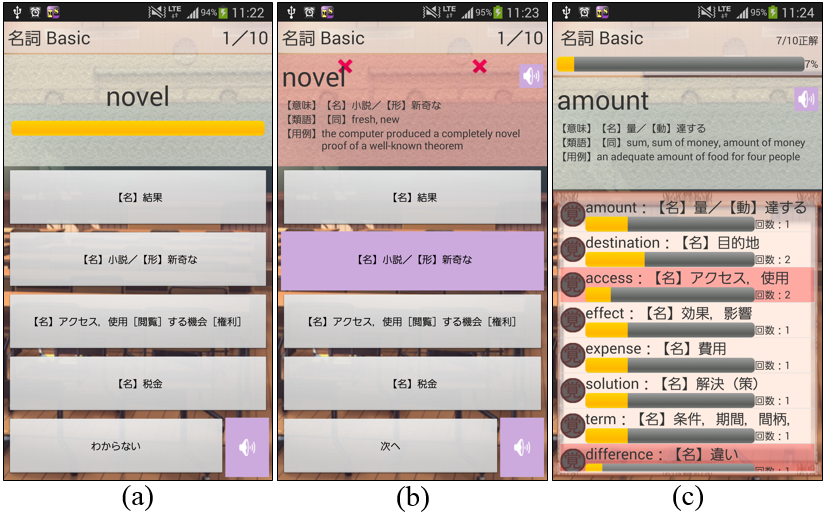 LTE 94% 11:22
名詞 Basic 1／10
novel
【名】結果
【名】小説／【形】新奇な
【名】アクセス，使用［閲覧］する機会［権利］
【名】税金
わからない
(a)
LTE 95% 11:23
名詞 Basic 1／10
novel
【意味】【名】小説／【形】新奇な
【類語】【同】fresh, new
【用例】the computer produced a completely novel
proof of a well-known theorem
【名】結果
【名】小説／【形】新奇な
【名】アクセス，使用［閲覧］する機会［権利］
【名】税金
次へ
(b)
LTE 95% 11:24
名詞 Basic 7/10正解
7%
amount
【意味】【名】量／【動】達する
【類語】【同】sum, sum of money, amount of money
【用例】an adequate amount of food for four people
覚 amount：【名】量／【動】達する
回数：1
覚 destination：【名】目的地
回数：2
覚 access：【名】アクセス，使用
回数：2
覚 effect：【名】効果，影響
回数：1
覚 expense：【名】費用
回数：1
覚 solution：【名】解決（策）
回数：1
覚 term：【名】条件，期間，間柄，
回数：1
覚 difference：【名】違い
回数：1
(c)